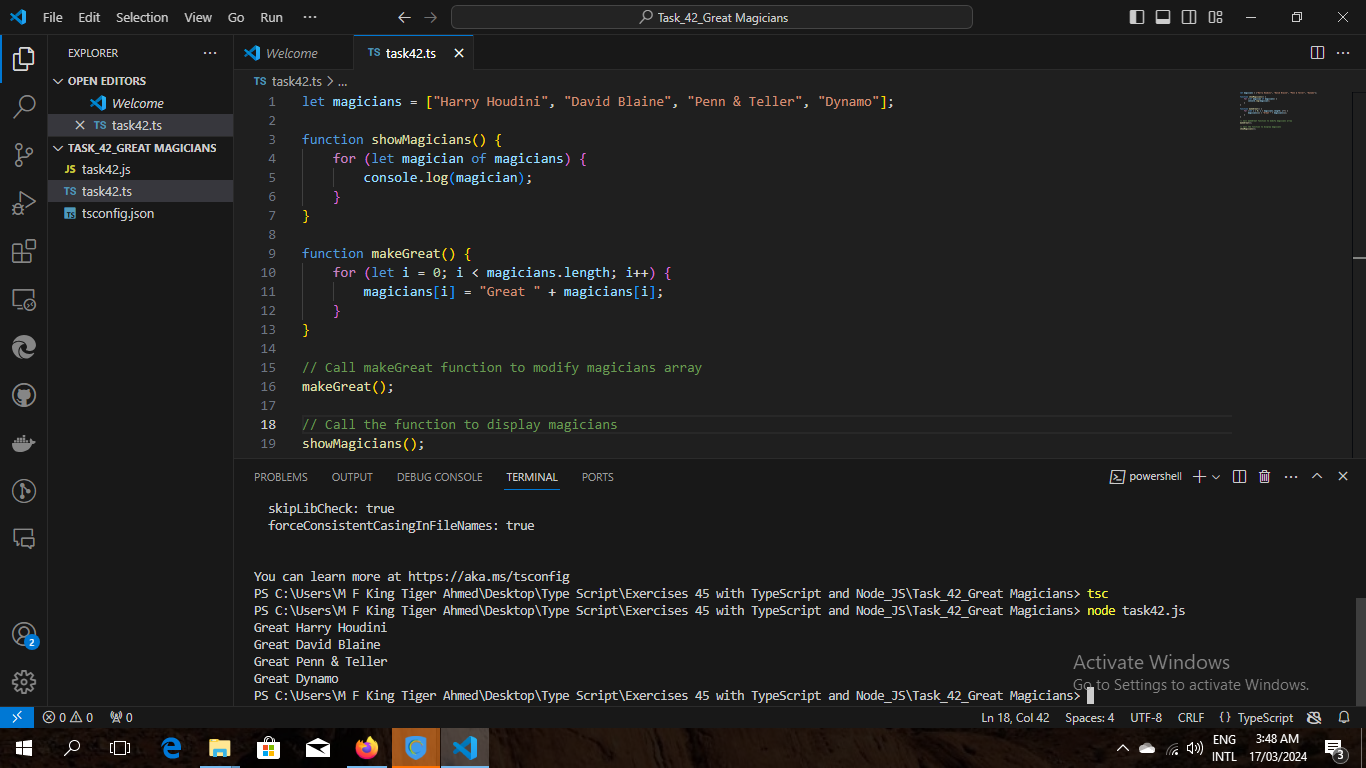 File Edit Selection View Go Run ···
Task_42_Great Magicians
EXPLORER
OPEN EDITORS
Welcome
TS task42.ts
TASK_42_GREAT MAGICIANS
JS task42.js
TS task42.ts
TS tsconfig.json
Welcome
TS task42.ts
TS task42.ts > ...
1 let magicians = ["Harry Houdini", "David Blaine", "Penn & Teller", "Dynamo"];
2
3 function showMagicians() {
4     for (let magician of magicians) {
5         console.log(magician);
6     }
7 }
8
9 function makeGreat() {
10     for (let i = 0; i < magicians.length; i++) {
11         magicians[i] = "Great " + magicians[i];
12     }
13 }
14
15 // Call makeGreat function to modify magicians array
16 makeGreat();
17
18 // Call the function to display magicians
19 showMagicians();
PROBLEMS OUTPUT DEBUG CONSOLE TERMINAL PORTS
powershell
skipLibCheck: true
forceConsistentCasingInFileNames: true
You can learn more at https://aka.ms/tsconfig
PS C:\Users\M F King Tiger Ahmed\Desktop\Type Script\Exercises 45 with TypeScript and Node_JS\Task_42_Great Magicians> tsc
PS C:\Users\M F King Tiger Ahmed\Desktop\Type Script\Exercises 45 with TypeScript and Node_JS\Task_42_Great Magicians> node task42.js
Great Harry Houdini
Great David Blaine
Great Penn & Teller
Great Dynamo
PS C:\Users\M F King Tiger Ahmed\Desktop\Type Script\Exercises 45 with TypeScript and Node_JS\Task_42_Great Magicians>
Activate Windows
Go to Settings to activate Windows.
2
0 0 0
Ln 18, Col 42 Spaces: 4 UTF-8 CRLF {} TypeScript
ENG
INTL
3:48 AM
17/03/2024
3